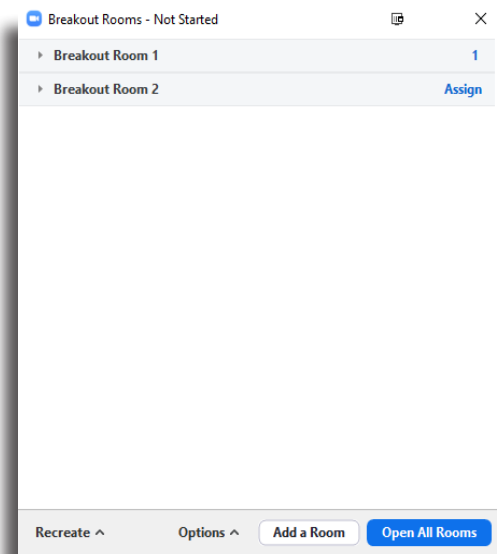 Breakout Rooms - Not Started
Breakout Room 1 1
Breakout Room 2 Assign
Recreate Options Add a Room Open All Rooms